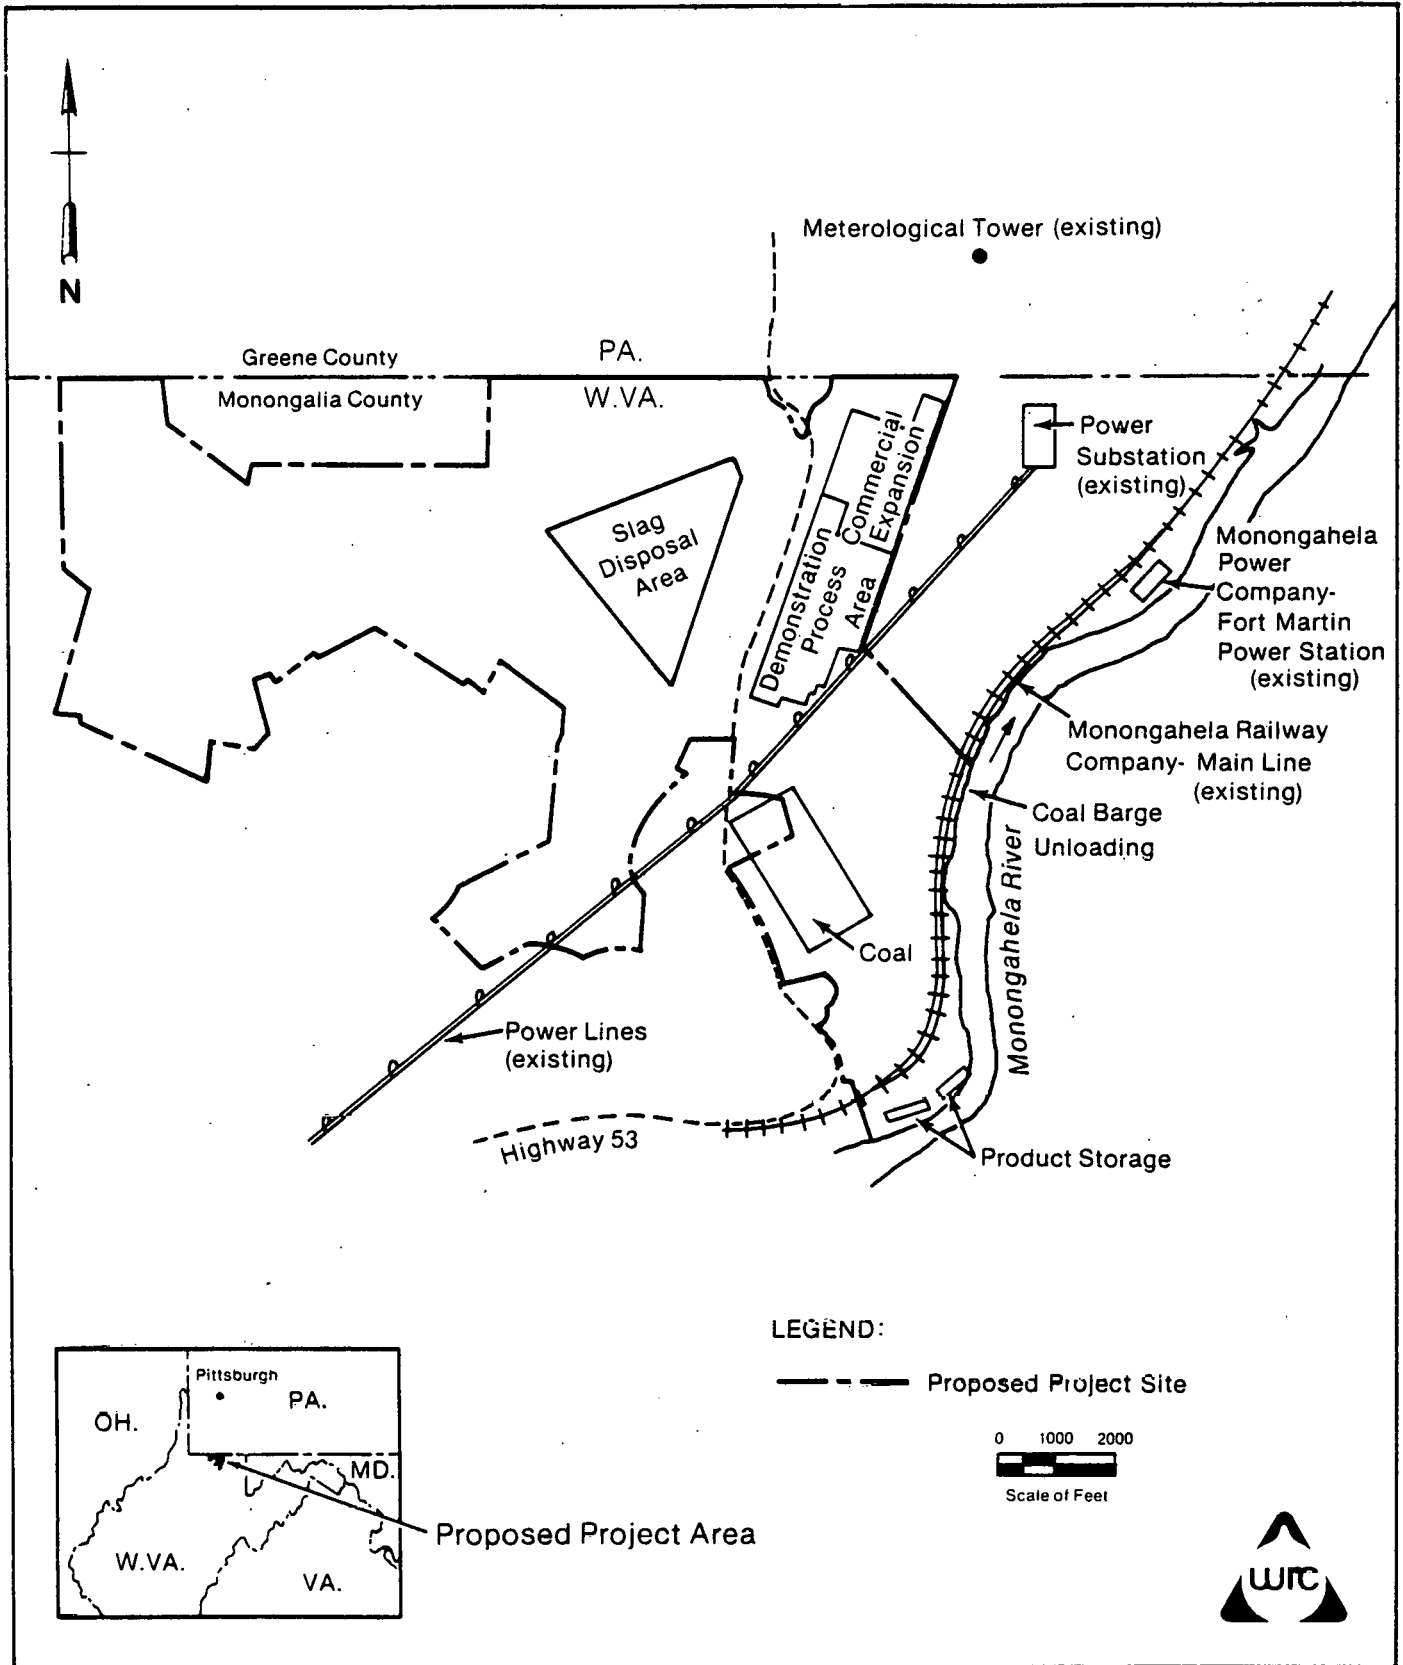 N
Meterological Tower (existing)
Greene County
PA.
Monongalia County
W.VA.
Commercial
Expansion
Power
Substation
(existing)
Slag
Disposal
Area
Demonstration
Process
Area
Monongahela
Power
Company-
Fort Martin
Power Station
(existing)
Monongahela Railway
Company- Main Line
(existing)
Coal Barge
Unloading
Monongahela River
Coal
Power Lines
(existing)
Highway 53
Product Storage
LEGEND:
Proposed Project Site
0 1000 2000
Scale of Feet
Pittsburgh
PA.
OH.
MD.
W.VA.
VA.
Proposed Project Area
wrc